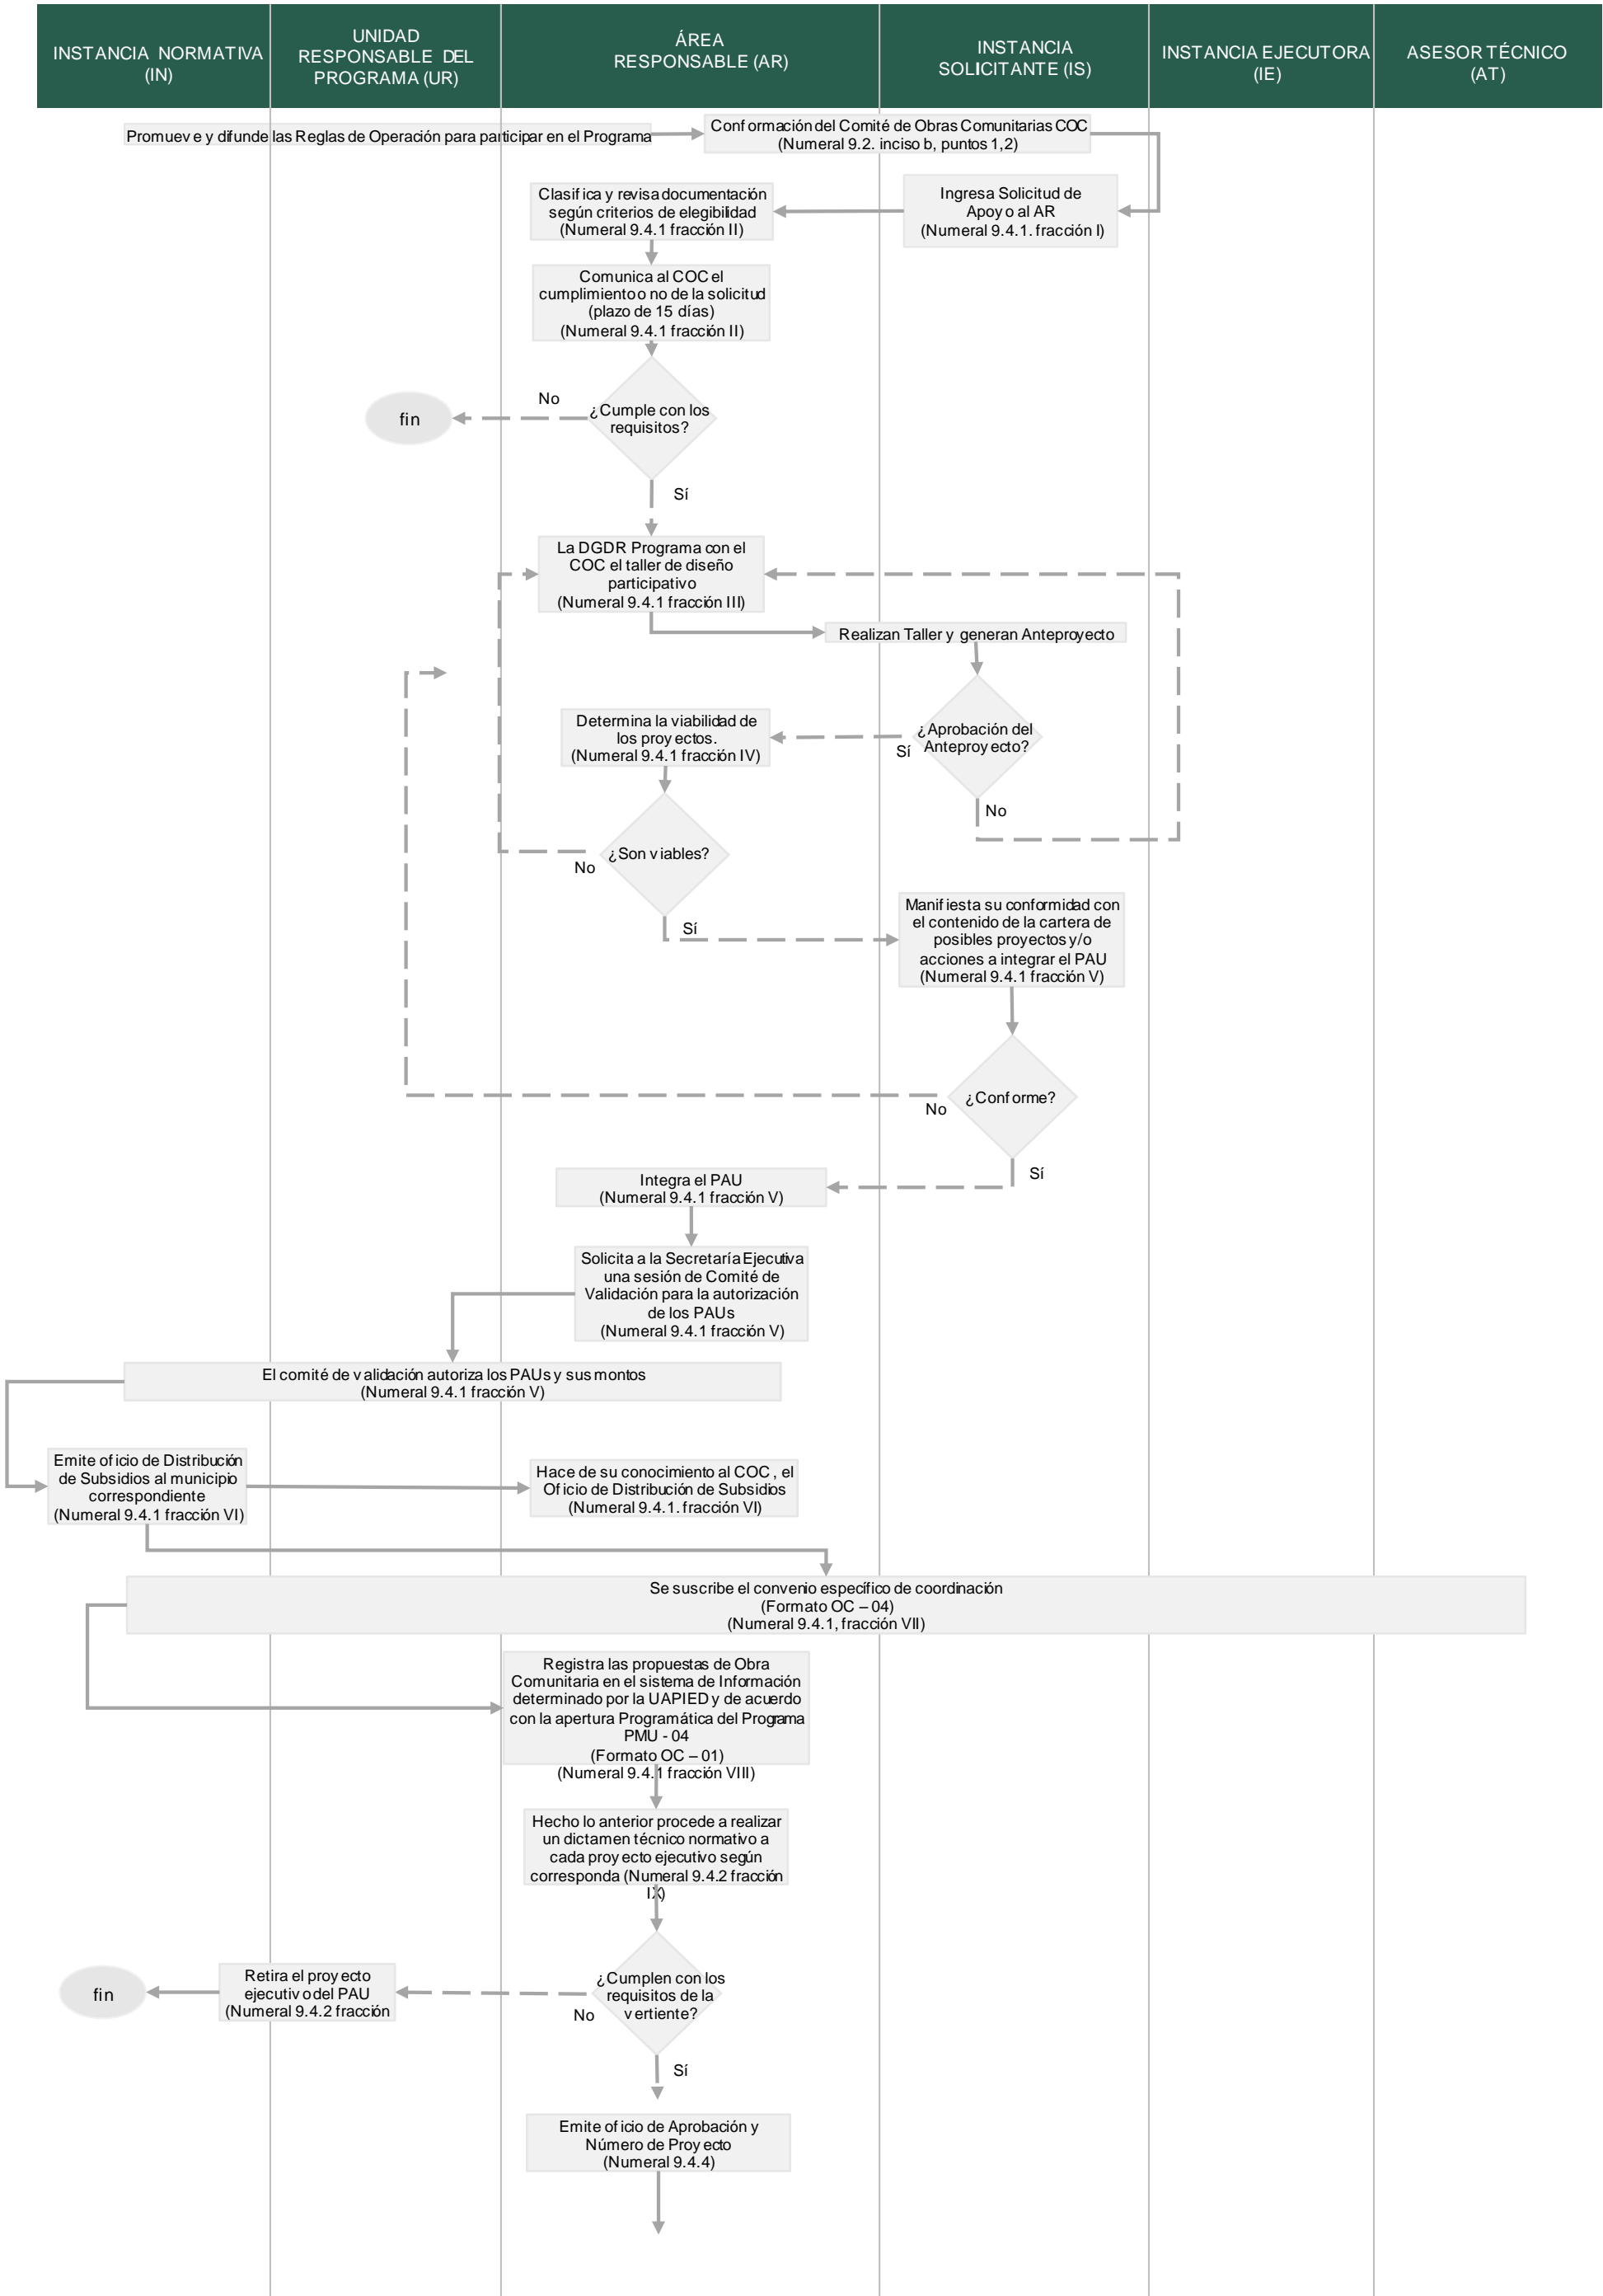 INSTANCIA NORMATIVA
(IN)
UNIDAD
RESPONSABLE DEL
PROGRAMA (UR)
ÁREA
RESPONSABLE (AR)
INSTANCIA
SOLICITANTE (IS)
INSTANCIA EJECUTORA
(IE)
ASESOR TÉCNICO
(AT)
Promueve y difunde las Reglas de Operación para participar en el Programa
Conformación del Comité de Obras Comunitarias COC
(Numeral 9.2. inciso b, puntos 1,2)
Ingresa Solicitud de
Apoyo al AR
(Numeral 9.4.1. fracción I)
Clasifica y revisa documentación
según criterios de elegibilidad
(Numeral 9.4.1 fracción II)
Comunica al COC el
cumplimiento o no de la solicitud
(plazo de 15 días)
(Numeral 9.4.1 fracción II)
¿Cumple con los
requisitos?
No
fin
Sí
La DGDR Programa con el
COC el taller de diseño
participativo
(Numeral 9.4.1 fracción III)
Realizan Taller y generan Anteproyecto
¿Aprobación del
Anteproyecto?
Sí
No
Determina la viabilidad de
los proyectos.
(Numeral 9.4.1 fracción IV)
¿Son viables?
No
Sí
Manifiesta su conformidad con
el contenido de la cartera de
posibles proyectos y/o
acciones a integrar el PAU
(Numeral 9.4.1 fracción V)
¿Conforme?
No
Sí
Integra el PAU
(Numeral 9.4.1 fracción V)
Solicita a la Secretaría Ejecutiva
una sesión de Comité de
Validación para la autorización
de los PAUs
(Numeral 9.4.1 fracción V)
El comité de validación autoriza los PAUs y sus montos
(Numeral 9.4.1 fracción V)
Emite oficio de Distribución
de Subsidios al municipio
correspondiente
(Numeral 9.4.1 fracción VI)
Hace de su conocimiento al COC , el
Oficio de Distribución de Subsidios
(Numeral 9.4.1. fracción VI)
Se suscribe el convenio específico de coordinación
(Formato OC – 04)
(Numeral 9.4.1, fracción VII)
Registra las propuestas de Obra
Comunitaria en el sistema de Información
determinado por la UAPIED y de acuerdo
con la apertura Programática del Programa
PMU - 04
(Formato OC – 01)
(Numeral 9.4.1 fracción VIII)
Hecho lo anterior procede a realizar
un dictamen técnico normativo a
cada proyecto ejecutivo según
corresponda (Numeral 9.4.2 fracción
IX)
¿Cumplen con los
requisitos de la
vertiente?
No
Retira el proyecto
ejecutivo del PAU
(Numeral 9.4.2 fracción
fin
Sí
Emite oficio de Aprobación y
Número de Proyecto
(Numeral 9.4.4)